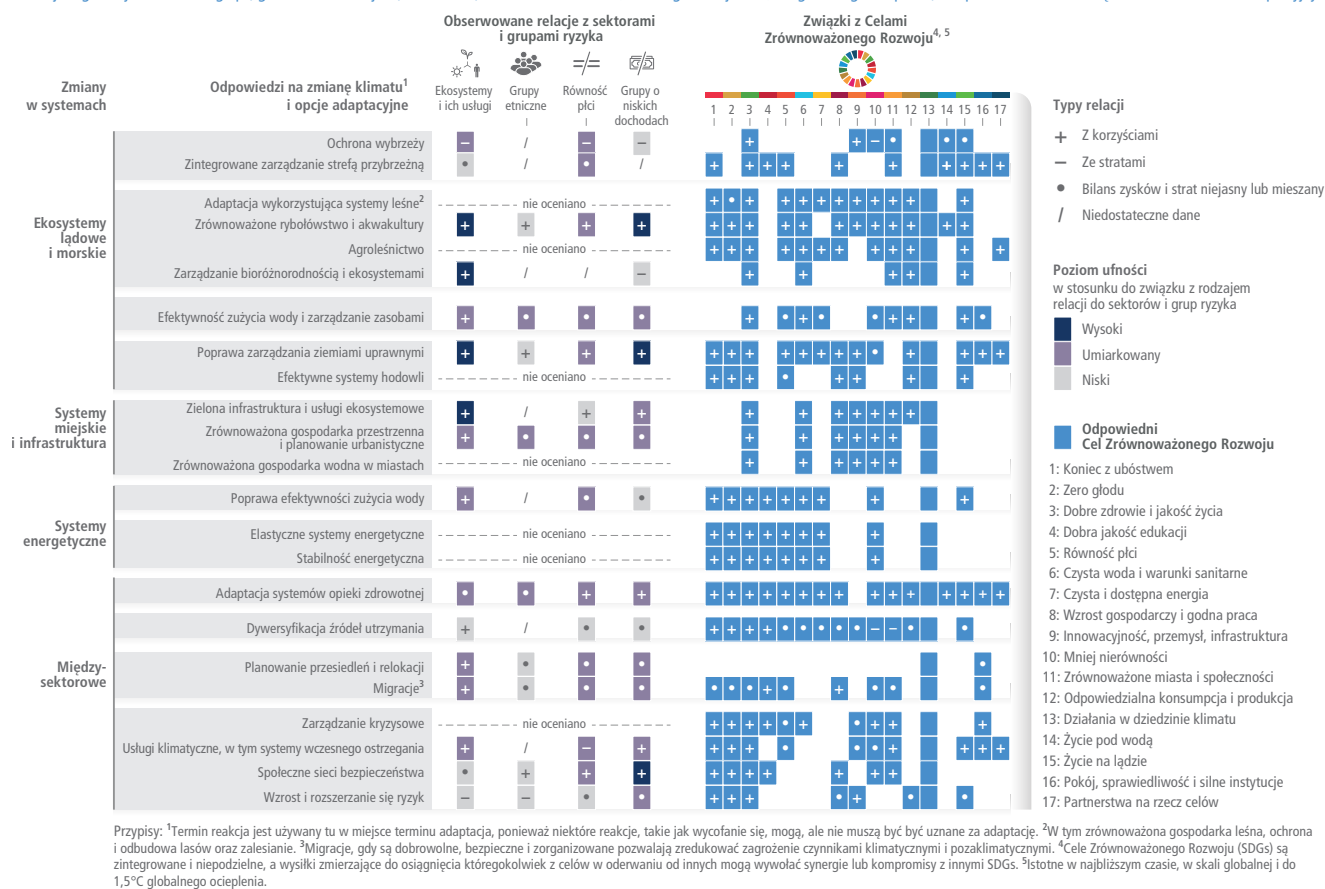 Obserwowane relacje z sektorami
i grupami ryzyka
Związki z Celami
Zrównoważonego Rozwoju4, 5
Zmiany
w systemach
Odpowiedzi na zmianę klimatu1
i opcje adaptacyjne
Ekosystemy
i ich usługi
Grupy
etniczne
Równość
płci
Grupy o
niskich
dochodach
1 2 3 4 5 6 7 8 9 10 11 12 13 14 15 16 17
Ekosystemy
lądowe
i morskie
Ochrona wybrzeży − / − − + + − • • •
Zintegrowane zarządzanie strefą przybrzeżną • / • / + + + + + + + + + +
Adaptacja wykorzystująca systemy leśne2 nie oceniano + • + + + + + + + + + +
Zrównoważone rybołówstwo i akwakultury + + + + + + + + + + + + + + + +
Agroleśnictwo nie oceniano + + + + + + + + + + + +
Zarządzanie bioróżnorodnością i ekosystemami + / / − + + + + +
Efektywność zużycia wody i zarządzanie zasobami + • • • + • + • • + + + •
Poprawa zarządzania ziemiami uprawnymi + + + + + + + + + + + + • + + + +
Efektywne systemy hodowli nie oceniano + + + • + + + +
Systemy
miejskie
i infrastruktura
Zielona infrastruktura i usługi ekosystemowe + / + + + + + + + + +
Zrównoważona gospodarka przestrzenna
i planowanie urbanistyczne + • • • + + + + + +
Zrównoważona gospodarka wodna w miastach nie oceniano + + + + + +
Systemy
energetyczne
Poprawa efektywności zużycia wody + / • • + + + + + + + + +
Elastyczne systemy energetyczne nie oceniano + + + + + + + +
Stabilność energetyczna nie oceniano + + + + + + + +
Między-
sektorowe
Adaptacja systemów opieki zdrowotnej • • + + + + + + + + + + + + + + + + +
Dywersyfikacja źródeł utrzymania + / • • + + + + • • • • • − − • •
Planowanie przesiedleń i relokacji + • • • •
Migracje3 + • • • • • • + • + • • •
Zarządzanie kryzysowe nie oceniano + + + + • + • + + +
Usługi klimatyczne, w tym systemy wczesnego ostrzegania + / − + + + + • • • + + + +
Społeczne sieci bezpieczeństwa • + + + + + + + + + +
Wzrost i rozszerzanie się ryzyk − − • • + + + • + • •
Typy relacji
+ Z korzyściami
− Ze stratami
• Bilans zysków i strat niejasny lub mieszany
/ Niedostateczne dane
Poziom ufności
w stosunku do związku z rodzajem
relacji do sektorów i grup ryzyka
Wysoki
Umiarkowany
Niski
Odpowiedni
Cel Zrównoważonego Rozwoju
1: Koniec z ubóstwem
2: Zero głodu
3: Dobre zdrowie i jakość życia
4: Dobra jakość edukacji
5: Równość płci
6: Czysta woda i warunki sanitarne
7: Czysta i dostępna energia
8: Wzrost gospodarczy i godna praca
9: Innowacyjność, przemysł, infrastruktura
10: Mniej nierówności
11: Zrównoważone miasta i społeczności
12: Odpowiedzialna konsumpcja i produkcja
13: Działania w dziedzinie klimatu
14: Życie pod wodą
15: Życie na lądzie
16: Pokój, sprawiedliwość i silne instytucje
17: Partnerstwa na rzecz celów
Przypisy: 1Termin reakcja jest używany tu w miejsce terminu adaptacja, ponieważ niektóre reakcje, takie jak wycofanie się, mogą, ale nie muszą być być uznane za adaptację. 2W tym zrównoważona gospodarka leśna, ochrona
i odbudowa lasów oraz zalesianie. 3Migracje, gdy są dobrowolne, bezpieczne i zorganizowane pozwalają zredukować zagrożenie czynnikami klimatycznymi i pozaklimatycznymi. 4Cele Zrównoważonego Rozwoju (SDGs) są
zintegrowane i niepodzielne, a wysiłki zmierzające do osiągnięcia któregokolwiek z celów w oderwaniu od innych mogą wywołać synergie lub kompromisy z innymi SDGs. 5Istotne w najbliższym czasie, w skali globalnej i do
1,5°C globalnego ocieplenia.